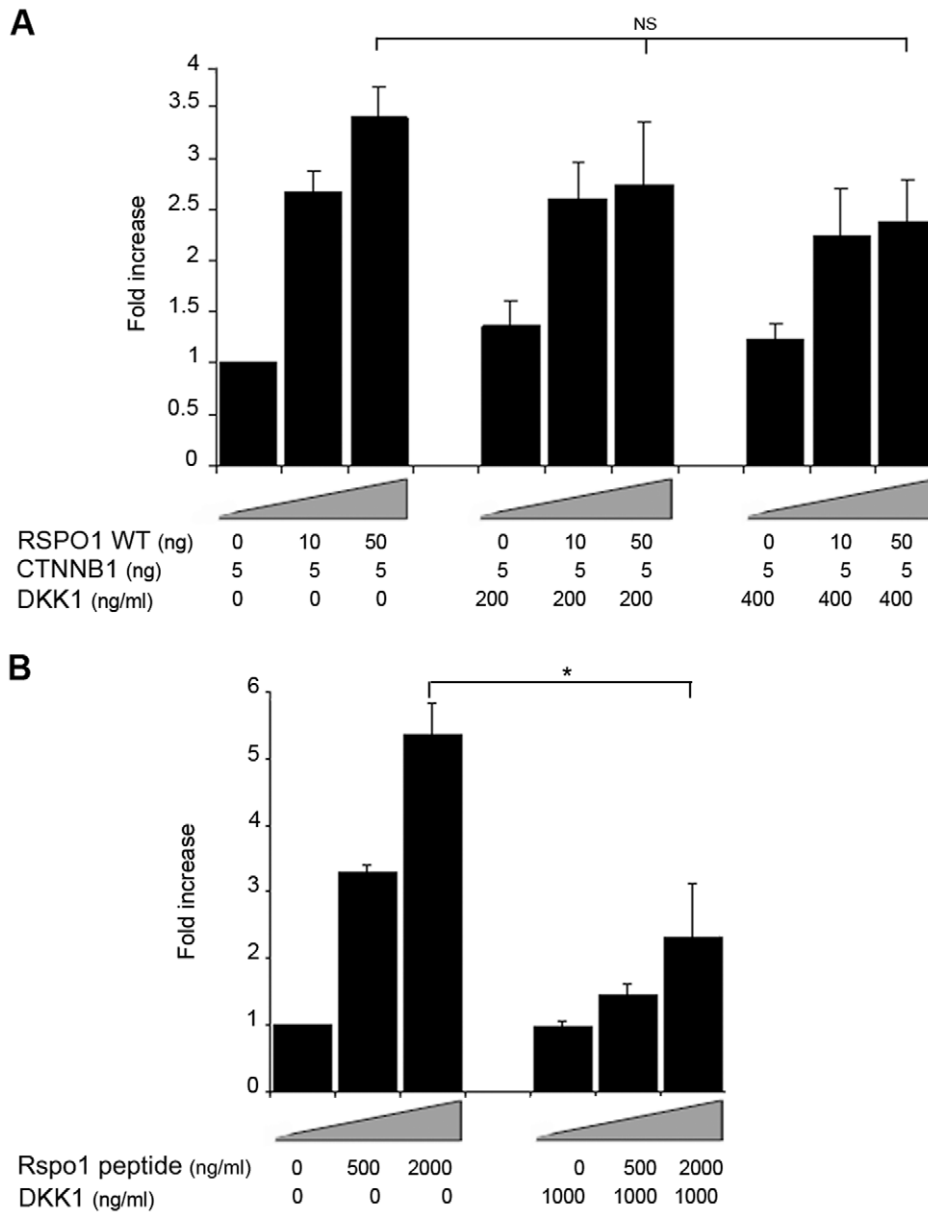 A
NS
4
3.5
3
2.5
2
1.5
1
0.5
0
Fold increase
RSPO1 WT (ng) 0 10 50 0 10 50 0 10 50
CTNNB1 (ng) 5 5 5 5 5 5 5 5 5
DKK1 (ng/ml) 0 0 0 200 200 200 400 400 400
B
*
6
5
4
3
2
1
0
Fold increase
Rspo1 peptide (ng/ml) 0 500 2000 0 500 2000
DKK1 (ng/ml) 0 0 0 1000 1000 1000